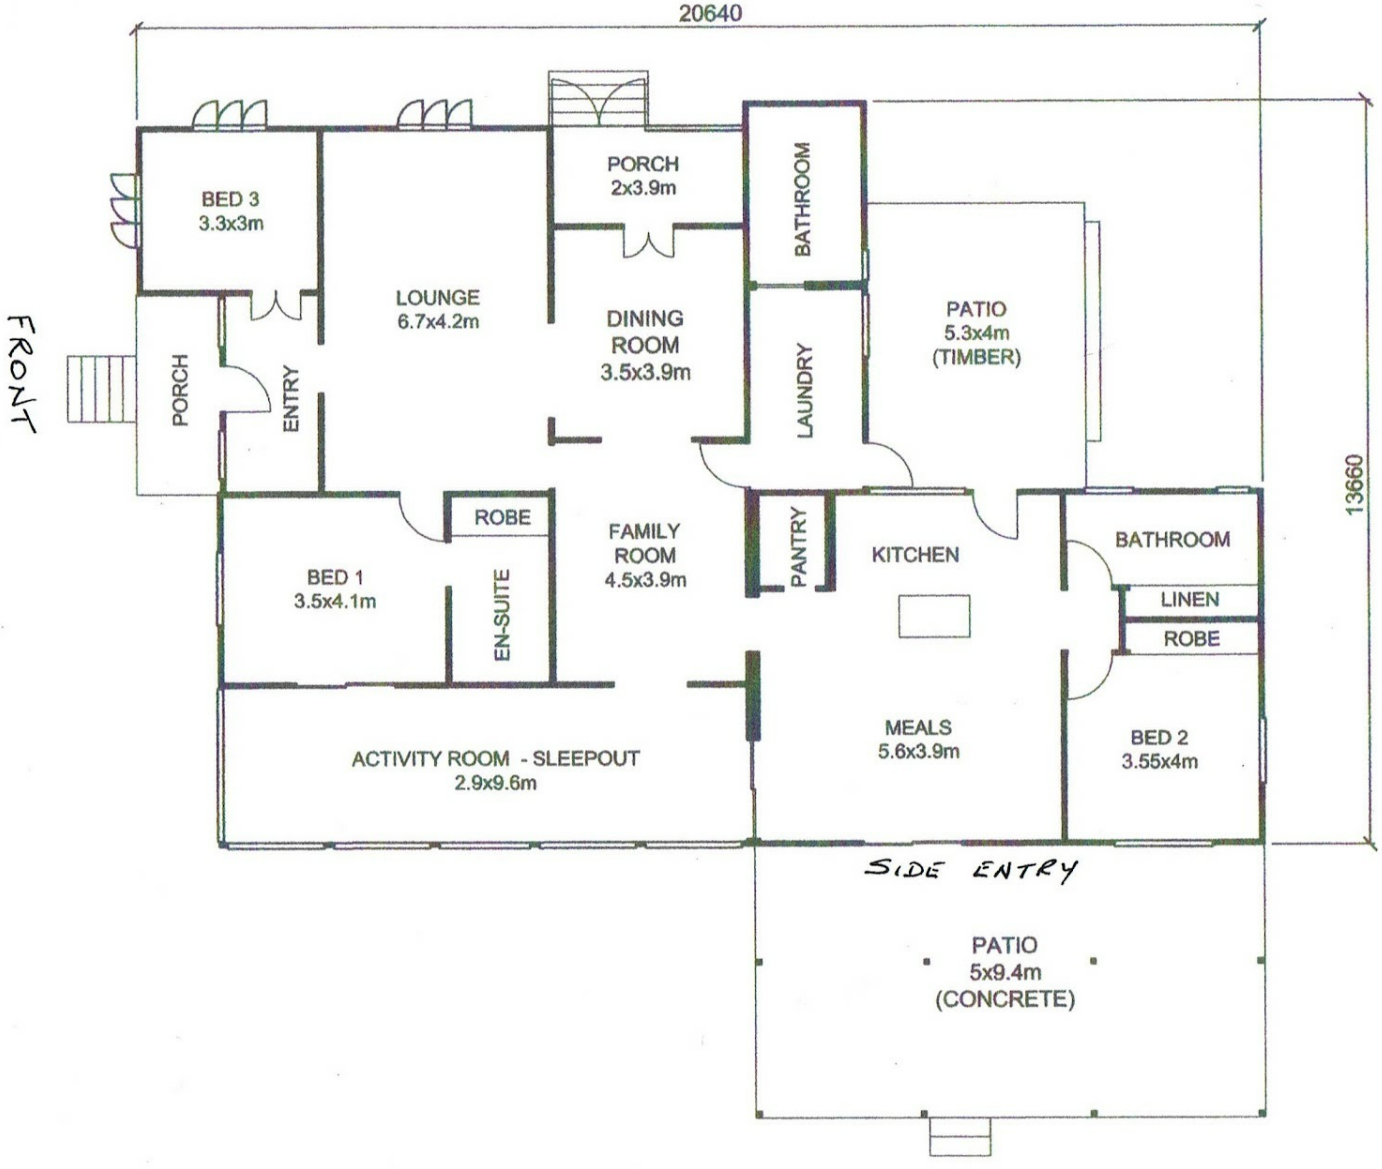 20640
BED 3
3.3x3m
LOUNGE
6.7x4.2m
PORCH
2x3.9m
DINING
ROOM
3.5x3.9m
BATHROOM
LAUNDRY
PATIO
5.3x4m
(TIMBER)
13660
FRONT
PORCH
ENTRY
BED 1
3.5x4.1m
ROBE
EN-SUITE
FAMILY
ROOM
4.5x3.9m
PANTRY
KITCHEN
BATHROOM
LINEN
ROBE
MEALS
5.6x3.9m
BED 2
3.55x4m
ACTIVITY ROOM - SLEEPOUT
2.9x9.6m
SIDE ENTRY
PATIO
5x9.4m
(CONCRETE)